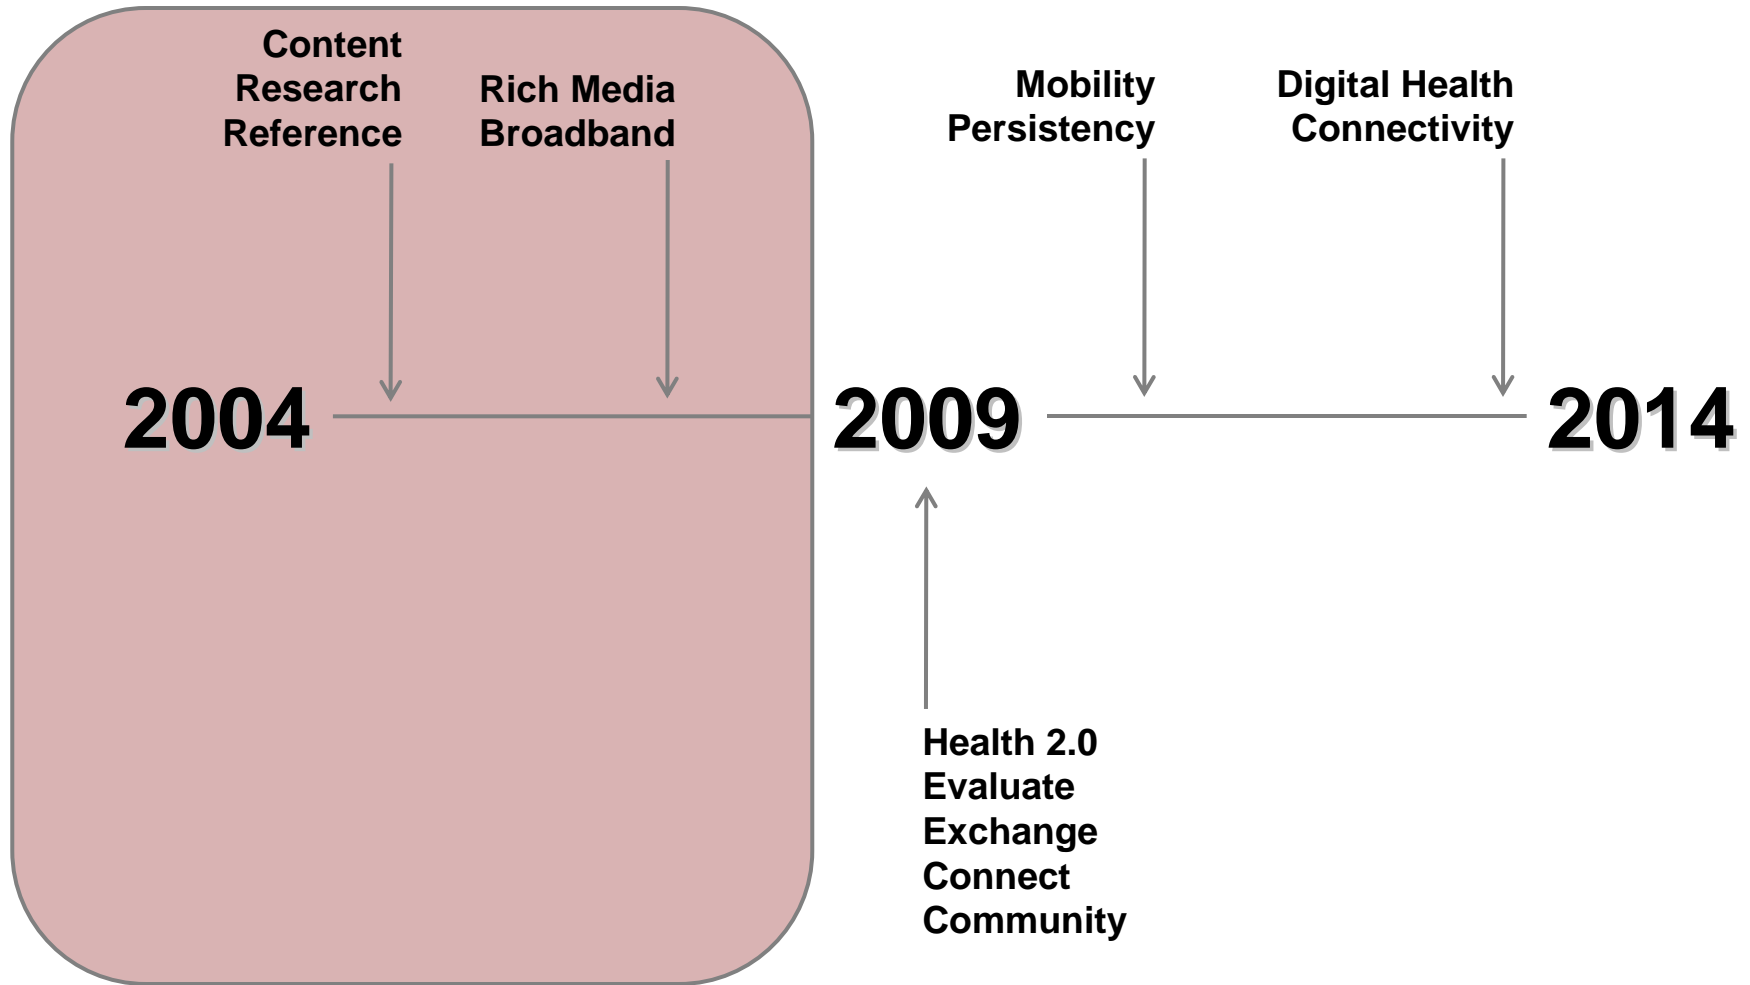 Content
Research
Reference
Rich Media
Broadband
Mobility
Persistency
Digital Health
Connectivity
2004
2009
2014
Health 2.0
Evaluate
Exchange
Connect
Community